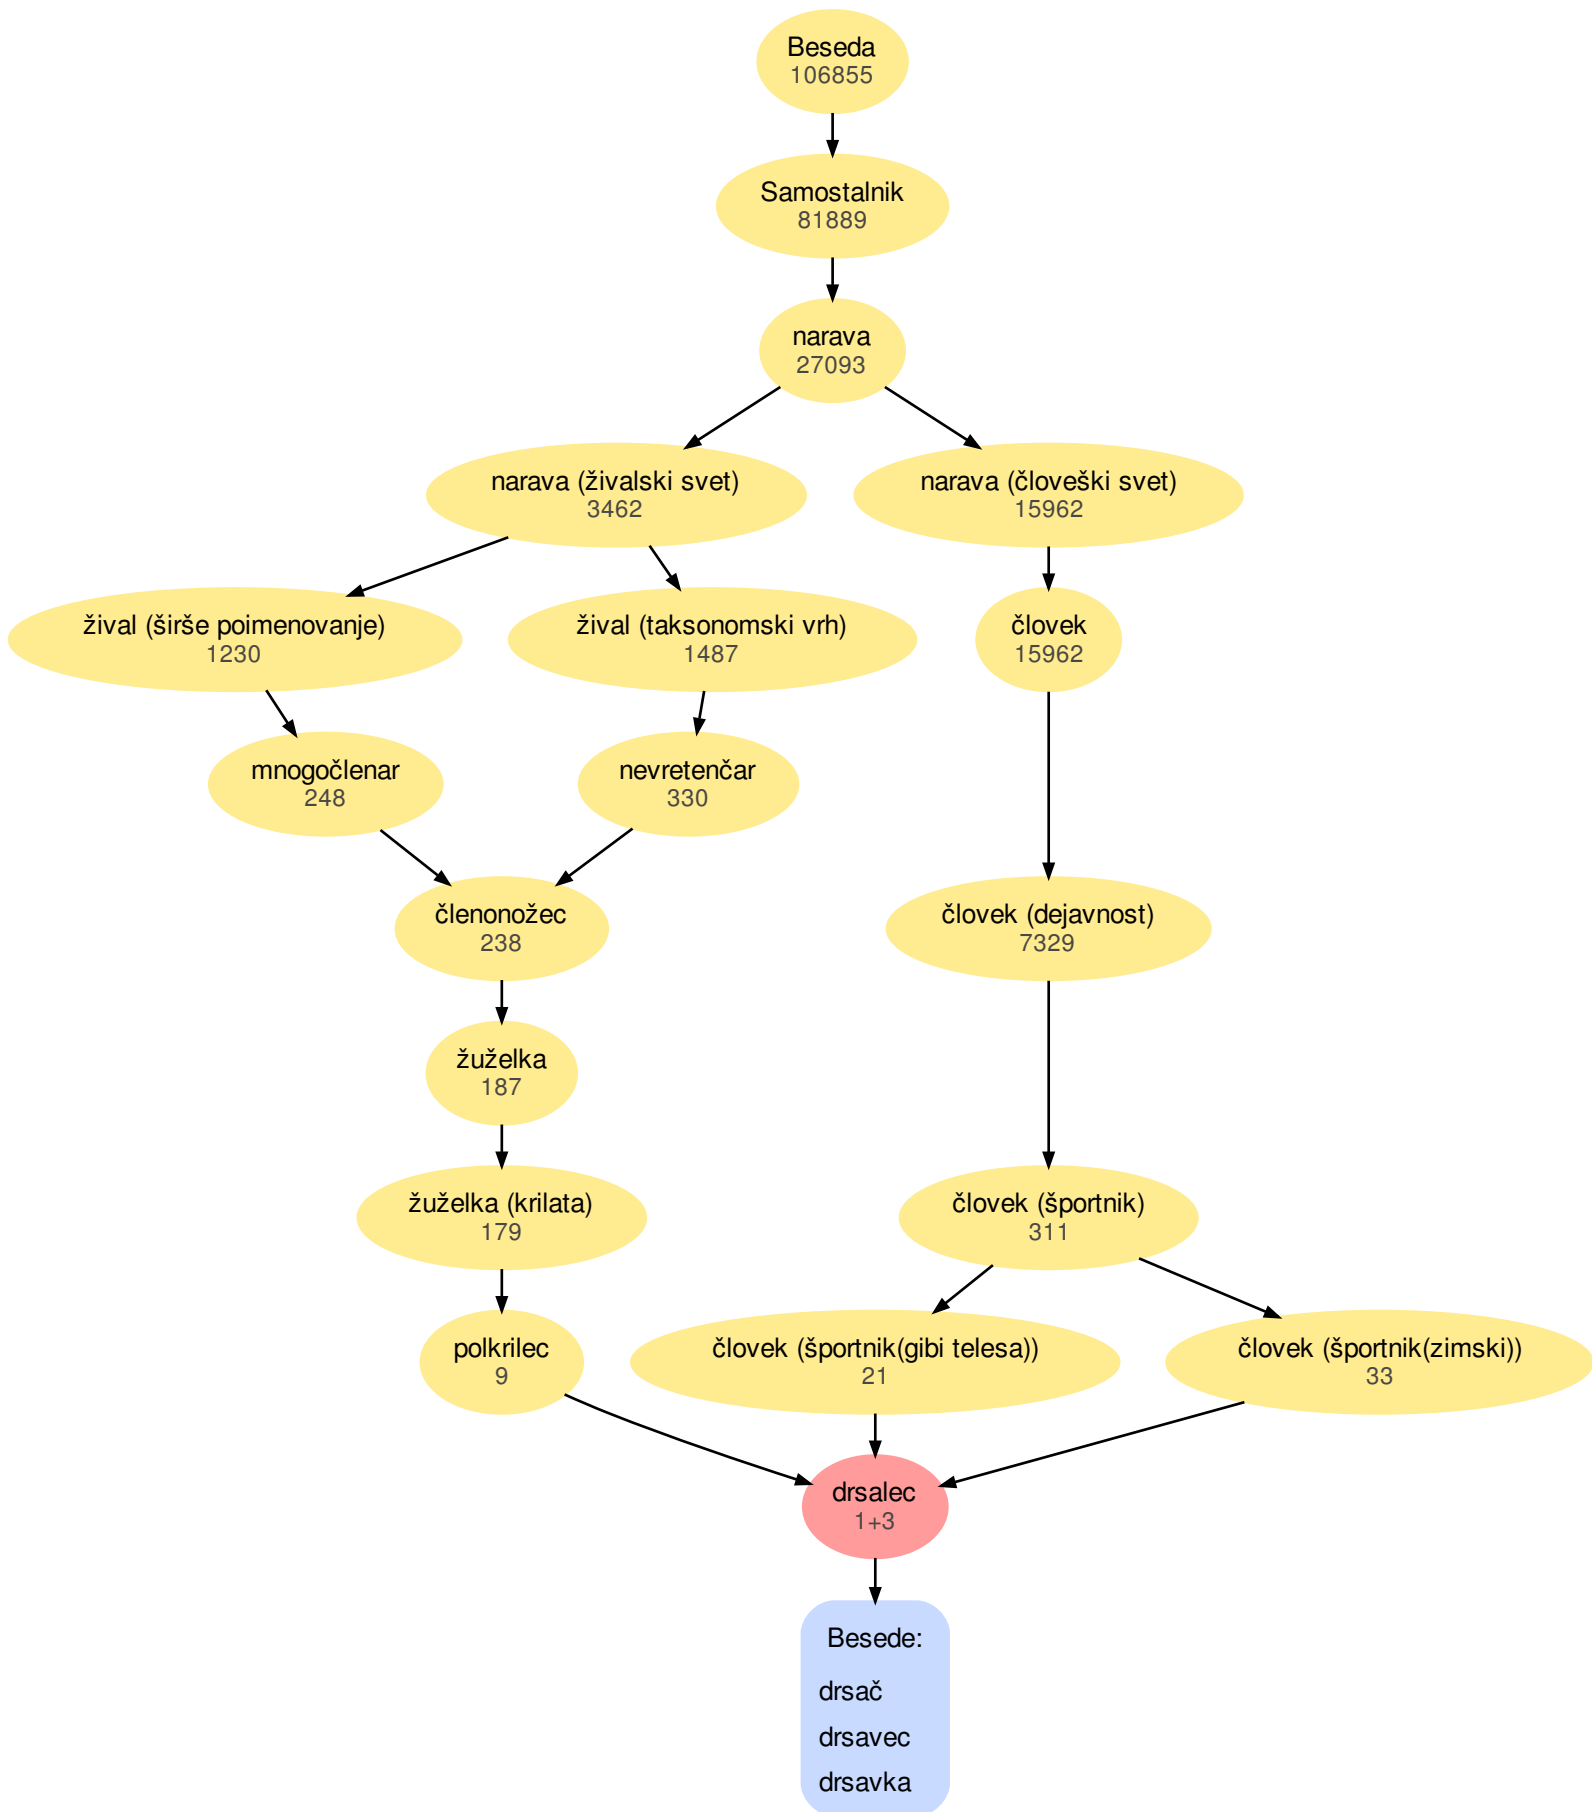 Beseda
106855
Samostalnik
81889
narava
27093
narava (živalski svet)
3462
narava (človeški svet)
15962
žival (širše poimenovanje)
1230
žival (taksonomski vrh)
1487
človek
15962
mnogočlenar
248
nevretenčar
330
členonožec
238
človek (dejavnost)
7329
žuželka
187
žuželka (krilata)
179
človek (športnik)
311
polkrilec
9
človek (športnik(gibi telesa))
21
človek (športnik(zimski))
33
drsalec
1+3
Besede:
drsač
drsavec
drsavka